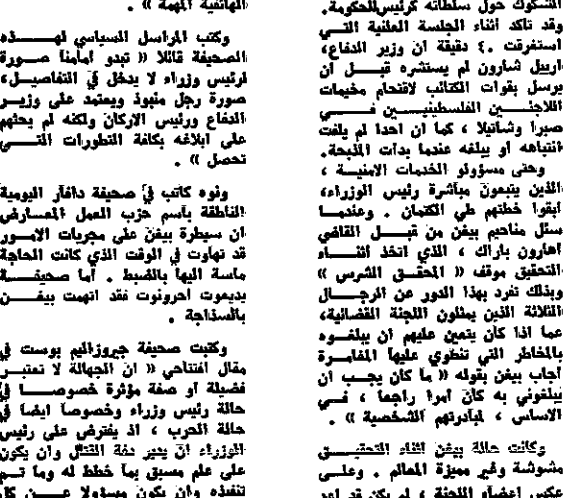 الشكوك حول سلطاته كرئيس للحكومة.
وقد تأكد أثناء الجلسة العلنية التي
استغرقت ٤٠ دقيقة ان وزير الدفاع،
ارييل شارون لم يستشره قبل أن
يرسل بقوات الكتائب لاقتحام مخيمات
اللاجئين الفلسطينيين في
صبرا وشاتيلا ، كما ان احدا لم يلفت
انتباهه او يبلغه عندما بدأت المذبحة.
وحتى مسؤولو الخدمات الامنية ،
الذين يتبعون مباشرة رئيس الوزراء،
ابقوا خطتهم طي الكتمان . وعندما
سئل مناحيم بيغن من قبل القاضي
اهارون باراك ، الذي اتخذ أثناء
التحقيق موقف « المحقق الشرس »
وبذلك تفرد بهذا الدور عن الرجال
الثلاثة الذين يمثلون اللجنة القضائية،
عما اذا كان يتعين عليهم أن يبلغوه
بالمخاطر التي تنطوي عليها المغامرة
أجاب بيغن بقوله « ما كان يجب ان
يبلغوني به كان امرا راجعا ، في
الاساس ، لمبادرتهم الشخصية » .
وكانت حالة بيغن أثناء التحقيق
مشوشة وغير مميزة المعالم . وعلى
عكس أعضاء اللجنة ، لم يكن قد اعد
الهاتفية المهمة » .
وكتب المراسل السياسي لهذه
الصحيفة قائلا « تبدو أمامنا صورة
لرئيس وزراء لا يدخل في التفاصيل،
صورة رجل منبوذ ويعتمد على وزير
الدفاع ورئيس الاركان ولكنه لم يحثهم
على ابلاغه بكافة التطورات التي
تحصل » .
ونوه كاتب في صحيفة دافار اليومية
الناطقة بأسم حزب العمل المعارض
ان سيطرة بيغن على مجريات الامور
قد تهاوت في الوقت الذي كانت الحاجة
ماسة اليها بالضبط . أما صحيفة
يديعوت احرونوت فقد اتهمت بيغن
بالسذاجة .
وكتبت صحيفة جيروزاليم بوست في
مقال افتتاحي « ان الجهالة لا تعتبر
فضيلة أو صفة مؤثرة خصوصا في
حالة رئيس وزراء وخصوصا ايضا في
حالة الحرب ، اذ يفترض على رئيس
الوزراء أن يدير دفة القتال وان يكون
على علم مسبق بما خطط له وما تم
تنفيذه وان يكون مسؤولا عن كل